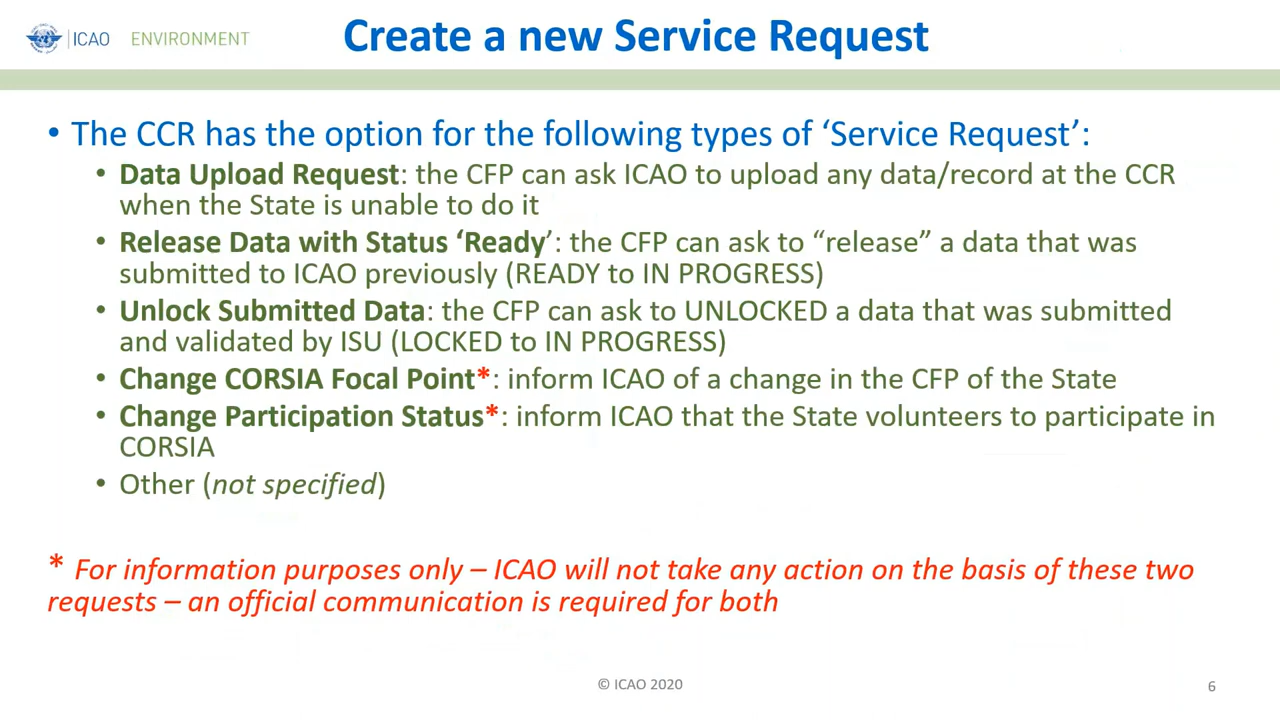 ICAO ENVIRONMENT
Create a new Service Request
• The CCR has the option for the following types of ‘Service Request’:
• Data Upload Request: the CFP can ask ICAO to upload any data/record at the CCR
when the State is unable to do it
• Release Data with Status ‘Ready’: the CFP can ask to “release” a data that was
submitted to ICAO previously (READY to IN PROGRESS)
• Unlock Submitted Data: the CFP can ask to UNLOCKED a data that was submitted
and validated by ISU (LOCKED to IN PROGRESS)
• Change CORSIA Focal Point*: inform ICAO of a change in the CFP of the State
• Change Participation Status*: inform ICAO that the State volunteers to participate in
CORSIA
• Other (not specified)
* For information purposes only – ICAO will not take any action on the basis of these two
requests – an official communication is required for both
© ICAO 2020
6